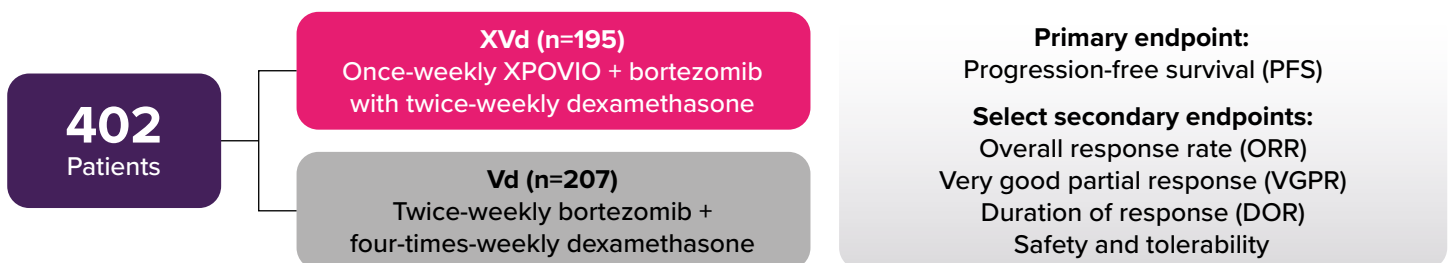 402
Patients
XVd (n=195)
Once-weekly XPOVIO + bortezomib
with twice-weekly dexamethasone
Vd (n=207)
Twice-weekly bortezomib +
four-times-weekly dexamethasone
Primary endpoint:
Progression-free survival (PFS)
Select secondary endpoints:
Overall response rate (ORR)
Very good partial response (VGPR)
Duration of response (DOR)
Safety and tolerability